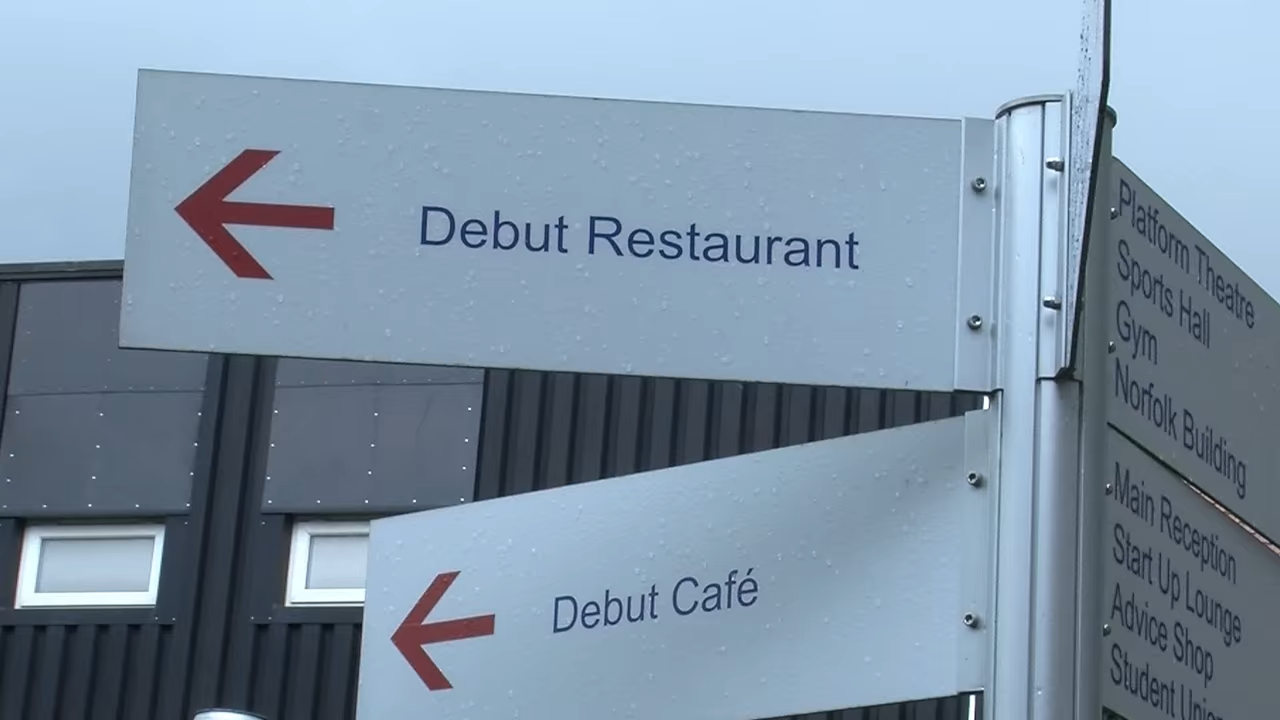 Debut Restaurant
Debut Café
Platform Theatre
Sports Hall
Gym
Norfolk Building
Main Reception
Start Up Lounge
Advice Shop
Student